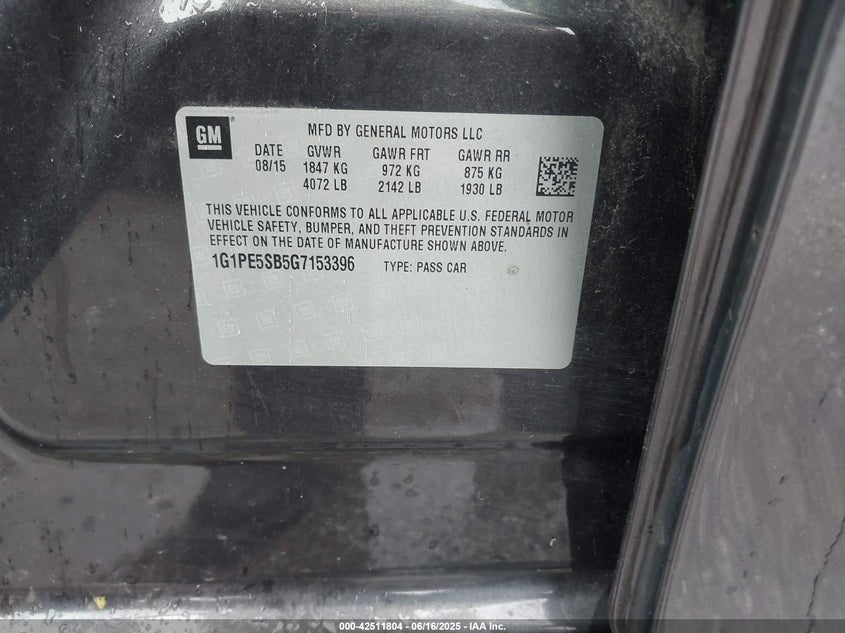 GM
®
MFD BY GENERAL MOTORS LLC
DATE GVWR GAWR FRT GAWR RR
08/15 1847 KG 972 KG 875 KG
4072 LB 2142 LB 1930 LB
THIS VEHICLE CONFORMS TO ALL APPLICABLE U.S. FEDERAL MOTOR
VEHICLE SAFETY, BUMPER, AND THEFT PREVENTION STANDARDS IN
EFFECT ON THE DATE OF MANUFACTURE SHOWN ABOVE.
1G1PE5SB5G7153396 TYPE: PASS CAR
000-42511804 - 06/16/2025 - IAA Inc.